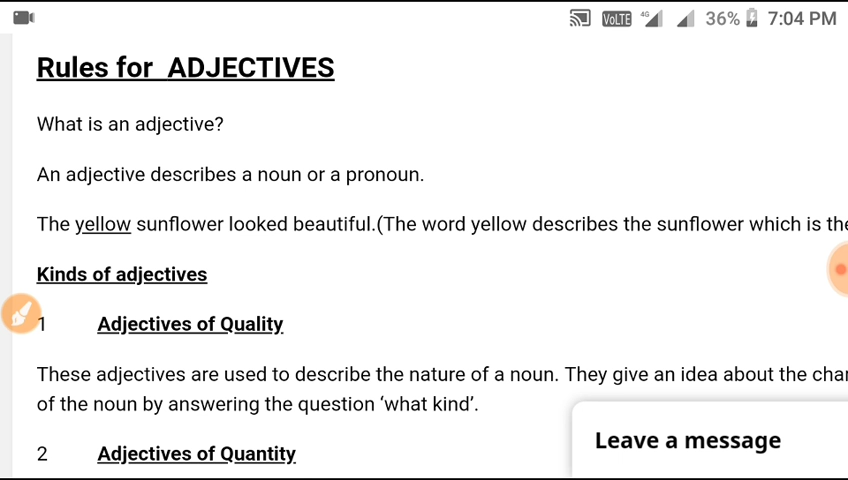 VoLTE 4G 36% 7:04 PM
Rules for ADJECTIVES
What is an adjective?
An adjective describes a noun or a pronoun.
The yellow sunflower looked beautiful.(The word yellow describes the sunflower which is
Kinds of adjectives
1 Adjectives of Quality
These adjectives are used to describe the nature of a noun. They give an idea about the
of the noun by answering the question ‘what kind’.
2 Adjectives of Quantity
Leave a message